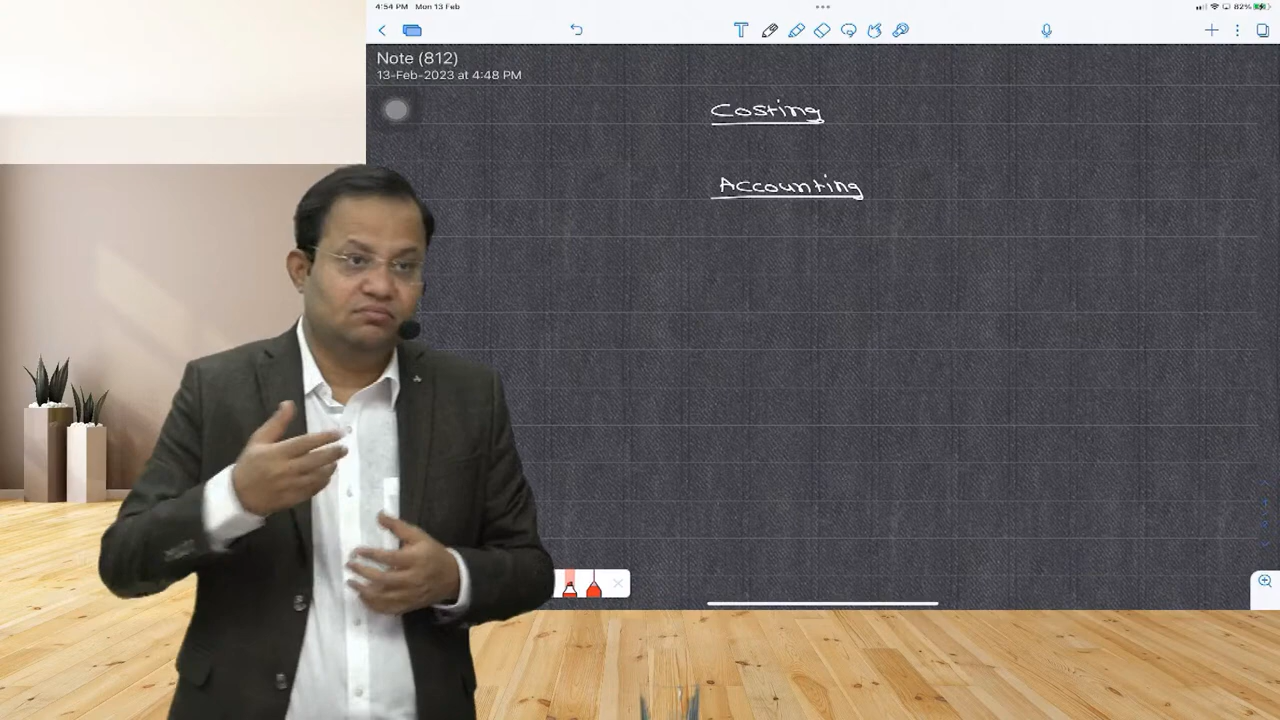 4:54 PM Mon 13 Feb
82%
Note (812)
13-Feb-2023 at 4:48 PM
Costing
Accounting